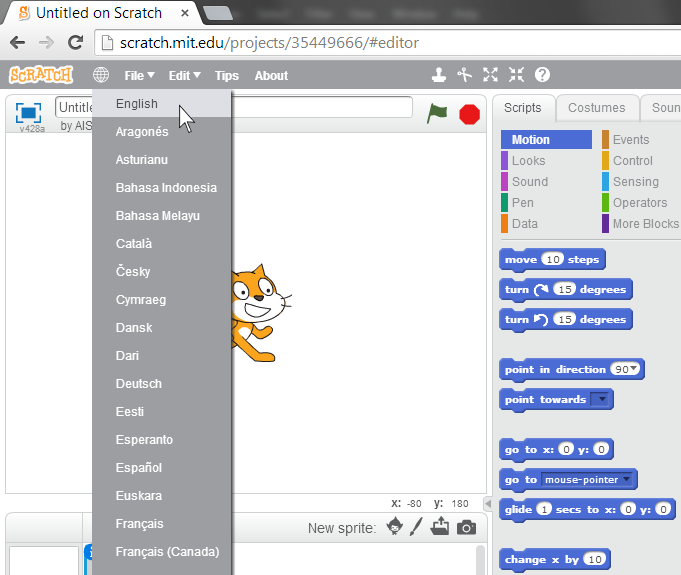 Untitled on Scratch
scratch.mit.edu/projects/35449666/#editor
SCRATCH File Edit Tips About
English
Aragonés
Asturianu
Bahasa Indonesia
Bahasa Melayu
Català
Česky
Cymraeg
Dansk
Dari
Deutsch
Eesti
Esperanto
Español
Euskara
Français
Français (Canada)
v428a
by AIS
x: -80 y: 180
New sprite:
Scripts Costumes
Motion Events
Looks Control
Sound Sensing
Pen Operators
Data More Blocks
move 10 steps
turn 15 degrees
turn 15 degrees
point in direction 90
point towards
go to x: 0 y: 0
go to mouse-pointer
glide 1 secs to x: 0 y: 0
change x by 10